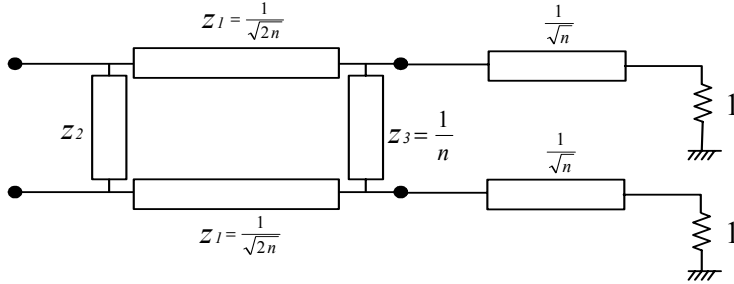 z1 = 1/√2n
1/√n
1
z2
z3 = 1/n
1/√n
z1 = 1/√2n
1